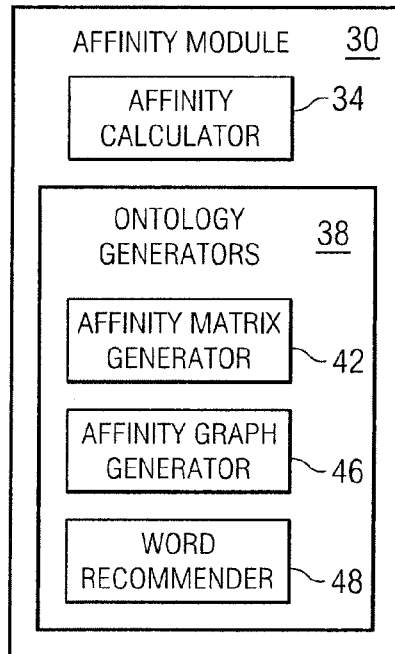 AFFINITY MODULE 30
AFFINITY
CALCULATOR
34
ONTOLOGY
GENERATORS
38
AFFINITY MATRIX
GENERATOR
42
AFFINITY GRAPH
GENERATOR
46
WORD
RECOMMENDER
48